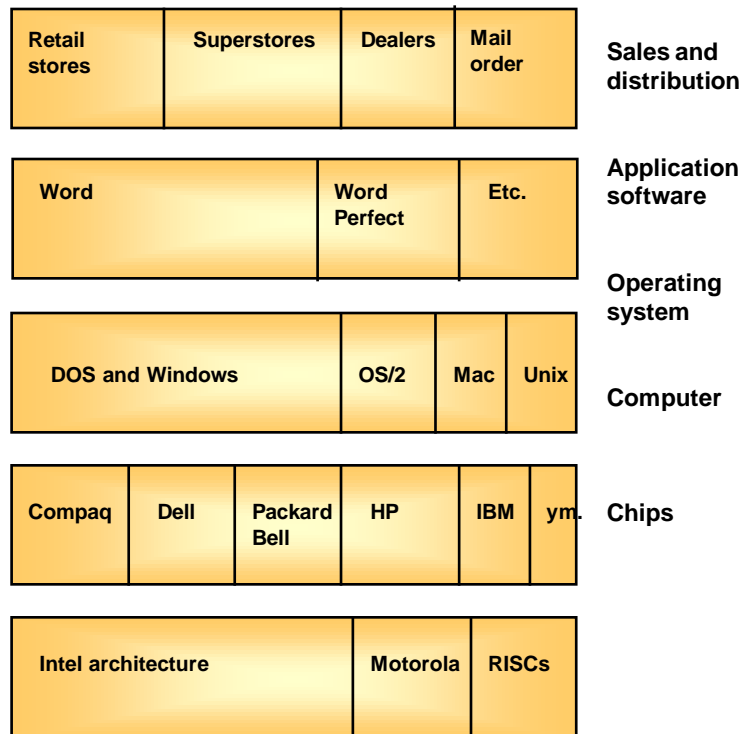 Retail
stores
Superstores
Dealers
Mail
order
Sales and
distribution
Word
Word
Perfect
Etc.
Application
software
DOS and Windows
OS/2
Mac
Unix
Operating
system
Compaq
Dell
Packard
Bell
HP
IBM
ym.
Computer
Intel architecture
Motorola
RISCs
Chips